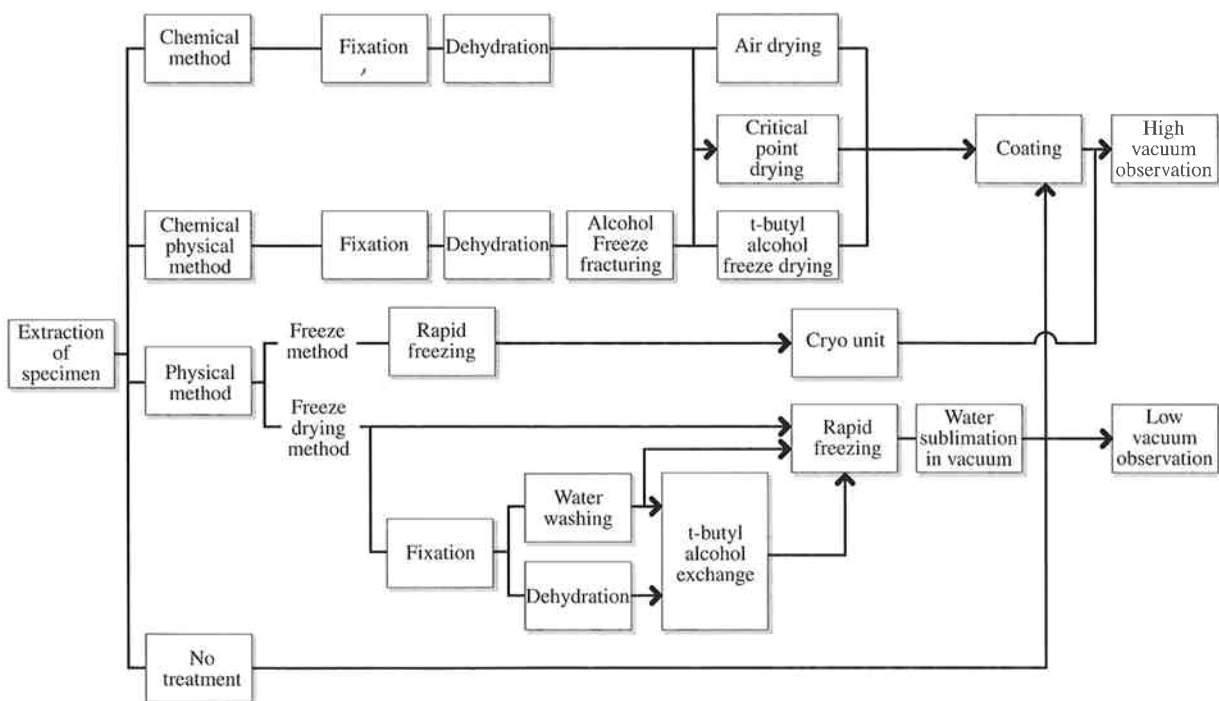 Chemical
method
Fixation
Dehydration
Air drying
Critical
point
drying
Coating
High
vacuum
observation
Chemical
physical
method
Fixation
Dehydration
Alcohol
Freeze
fracturing
t-butyl
alcohol
freeze drying
Extraction
of
specimen
Physical
method
Freeze
method
Rapid
freezing
Cryo unit
Freeze
drying
method
Rapid
freezing
Water
sublimation
in vacuum
Low
vacuum
observation
Fixation
Water
washing
Dehydration
t-butyl
alcohol
exchange
No
treatment